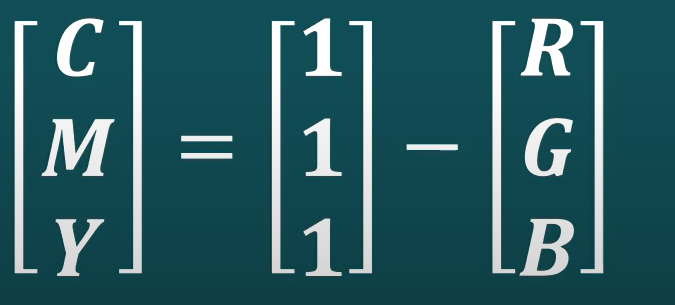 [C] = [1] − [R]
[M] = [1] − [G]
[Y] = [1] − [B]